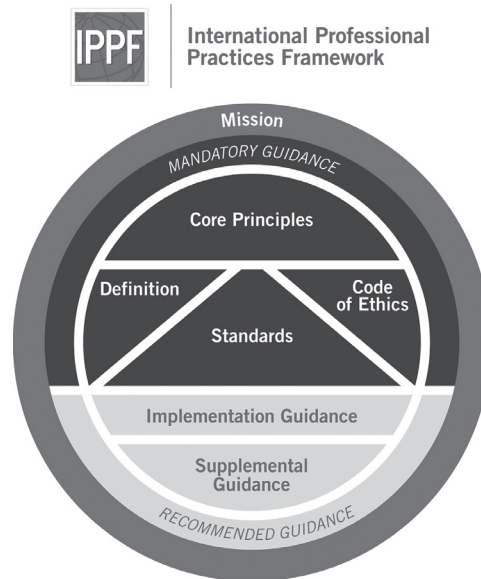 IPPF
International Professional
Practices Framework
Mission
MANDATORY GUIDANCE
Core Principles
Definition
Code
of Ethics
Standards
Implementation Guidance
Supplemental
Guidance
RECOMMENDED GUIDANCE